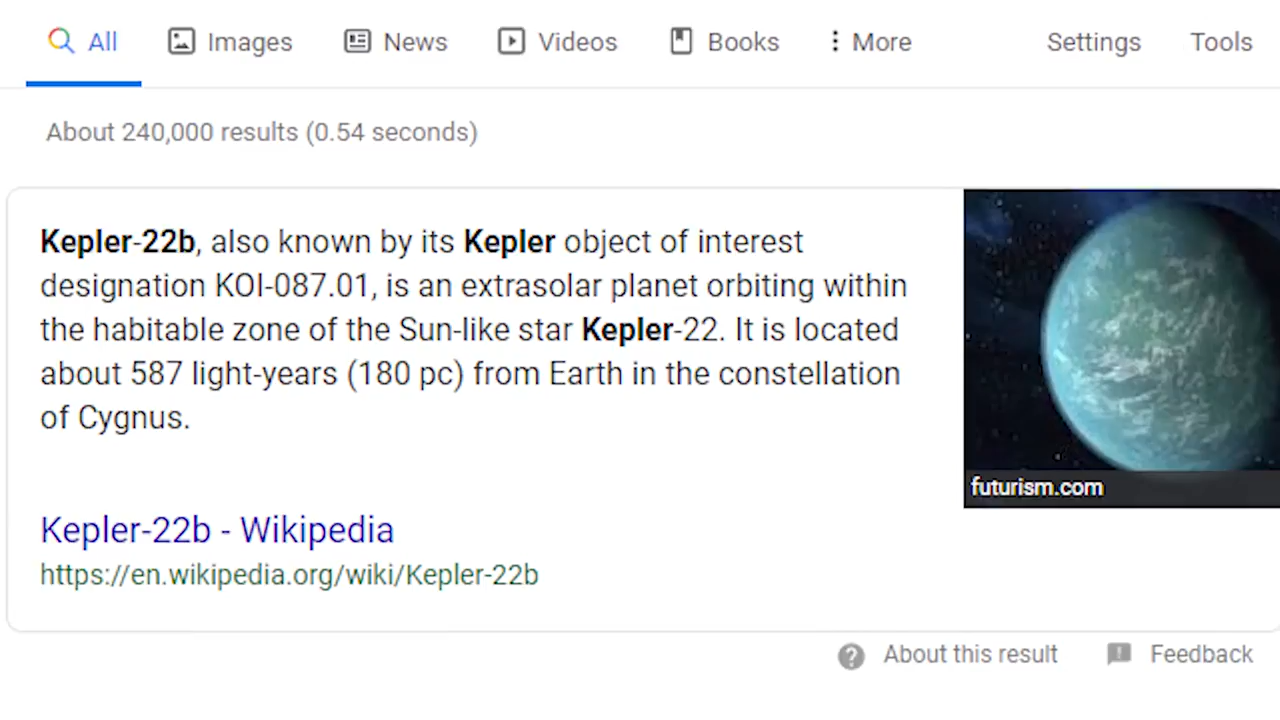 All Images News Videos Books More Settings Tools
About 240,000 results (0.54 seconds)
Kepler-22b, also known by its Kepler object of interest
designation KOI-087.01, is an extrasolar planet orbiting within
the habitable zone of the Sun-like star Kepler-22. It is located
about 587 light-years (180 pc) from Earth in the constellation
of Cygnus.
futurism.com
Kepler-22b - Wikipedia
https://en.wikipedia.org/wiki/Kepler-22b
About this result Feedback